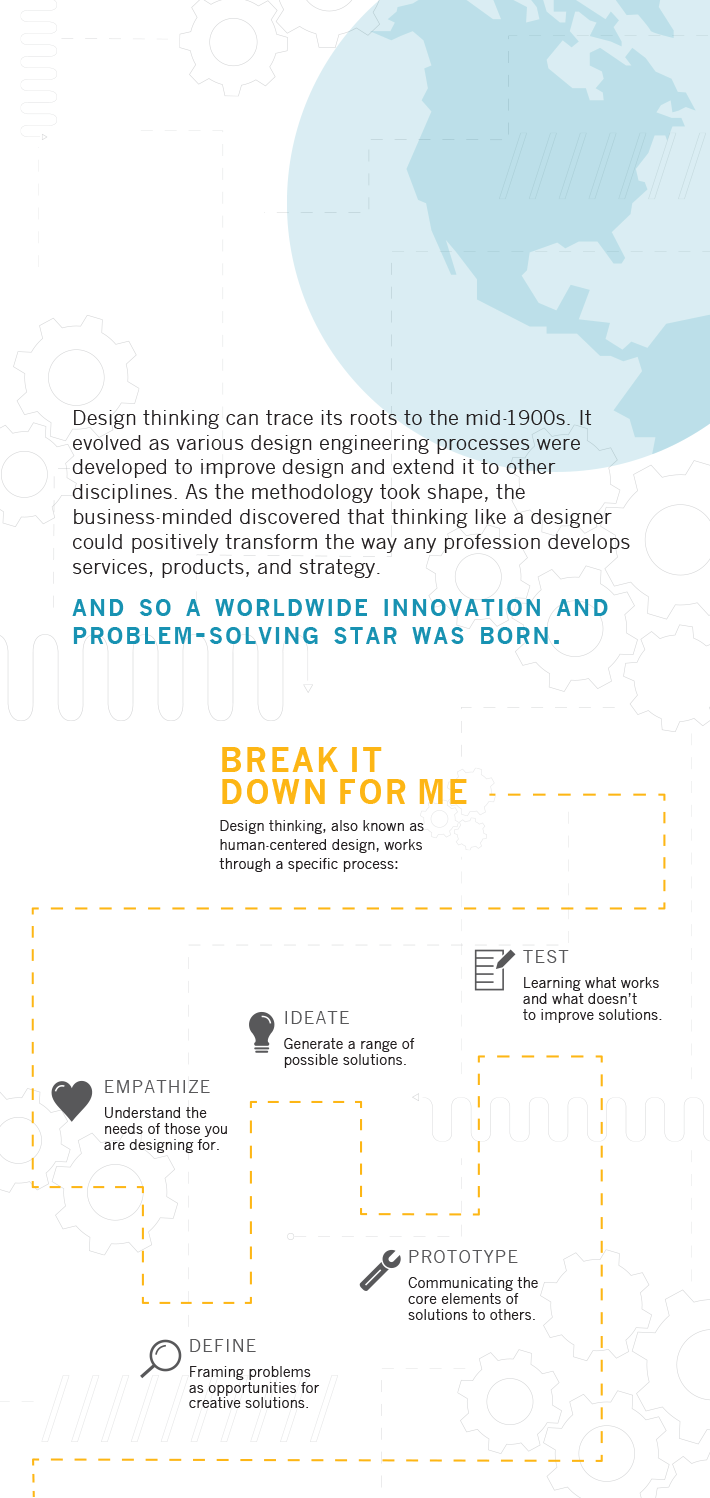 Design thinking can trace its roots to the mid-1900s. It
evolved as various design engineering processes were
developed to improve design and extend it to other
disciplines. As the methodology took shape, the
business-minded discovered that thinking like a designer
could positively transform the way any profession develops
services, products, and strategy.
AND SO A WORLDWIDE INNOVATION AND
PROBLEM-SOLVING STAR WAS BORN.
BREAK IT
DOWN FOR ME
Design thinking, also known as
human-centered design, works
through a specific process:
EMPATHIZE
Understand the
needs of those you
are designing for.
DEFINE
Framing problems
as opportunities for
creative solutions.
IDEATE
Generate a range of
possible solutions.
PROTOTYPE
Communicating the
core elements of
solutions to others.
TEST
Learning what works
and what doesn't
to improve solutions.